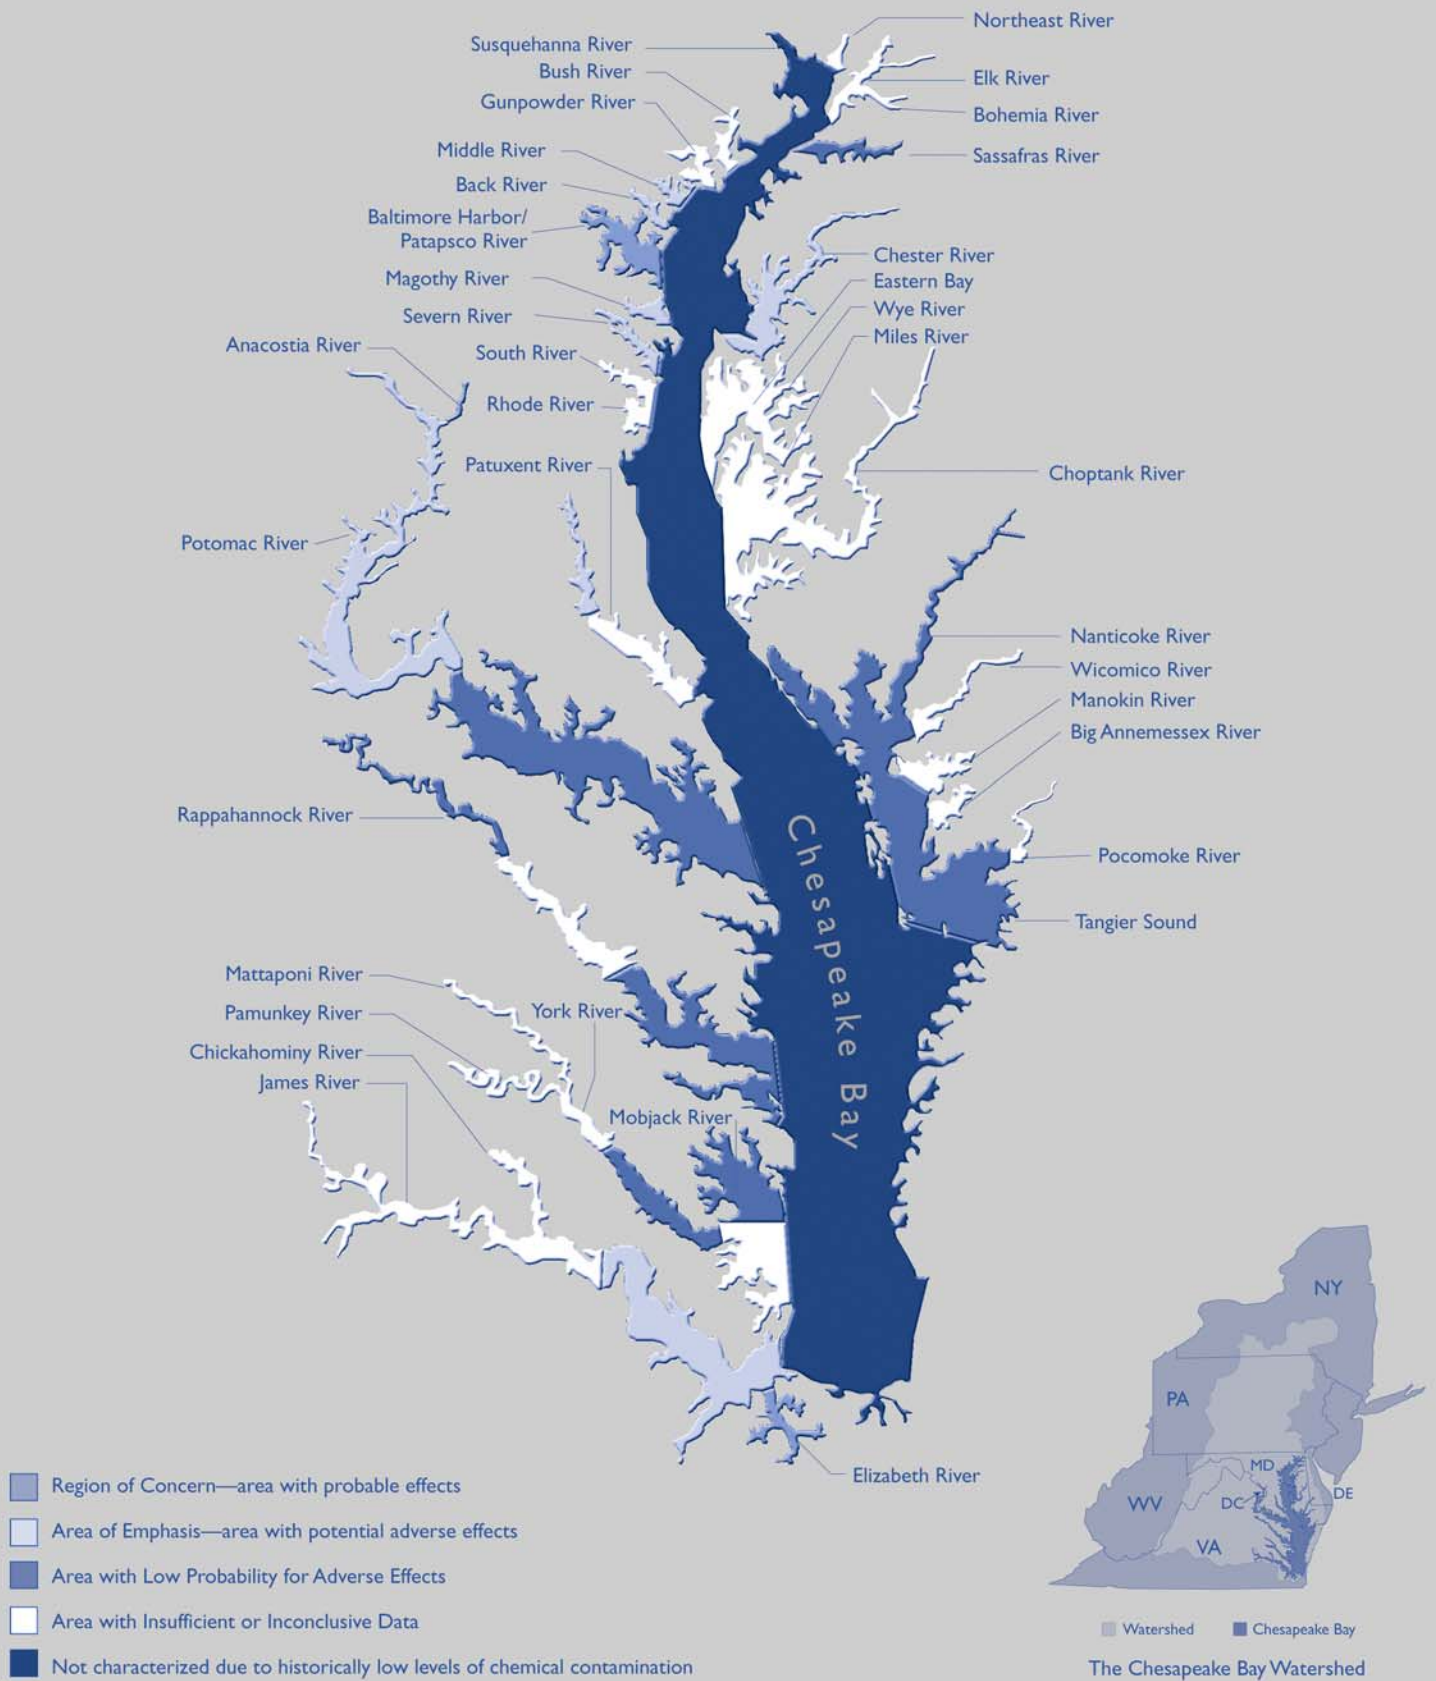 Northeast River
Susquehanna River
Bush River
Elk River
Gunpowder River
Bohemia River
Middle River
Sassafras River
Back River
Baltimore Harbor/
Patapsco River
Chester River
Magothy River
Eastern Bay
Severn River
Wye River
Anacostia River
Miles River
South River
Rhode River
Patuxent River
Choptank River
Potomac River
Nanticoke River
Wicomico River
Manokin River
Big Annemessex River
Rappahannock River
Chesapeake Bay
Pocomoke River
Tangier Sound
Mattaponi River
Pamunkey River
York River
Chickahominy River
James River
Mobjack River
Elizabeth River
Region of Concern—area with probable effects
Area of Emphasis—area with potential adverse effects
Area with Low Probability for Adverse Effects
Area with Insufficient or Inconclusive Data
Not characterized due to historically low levels of chemical contamination
NY
PA
MD
WV
DC
DE
VA
Watershed
Chesapeake Bay
The Chesapeake Bay Watershed